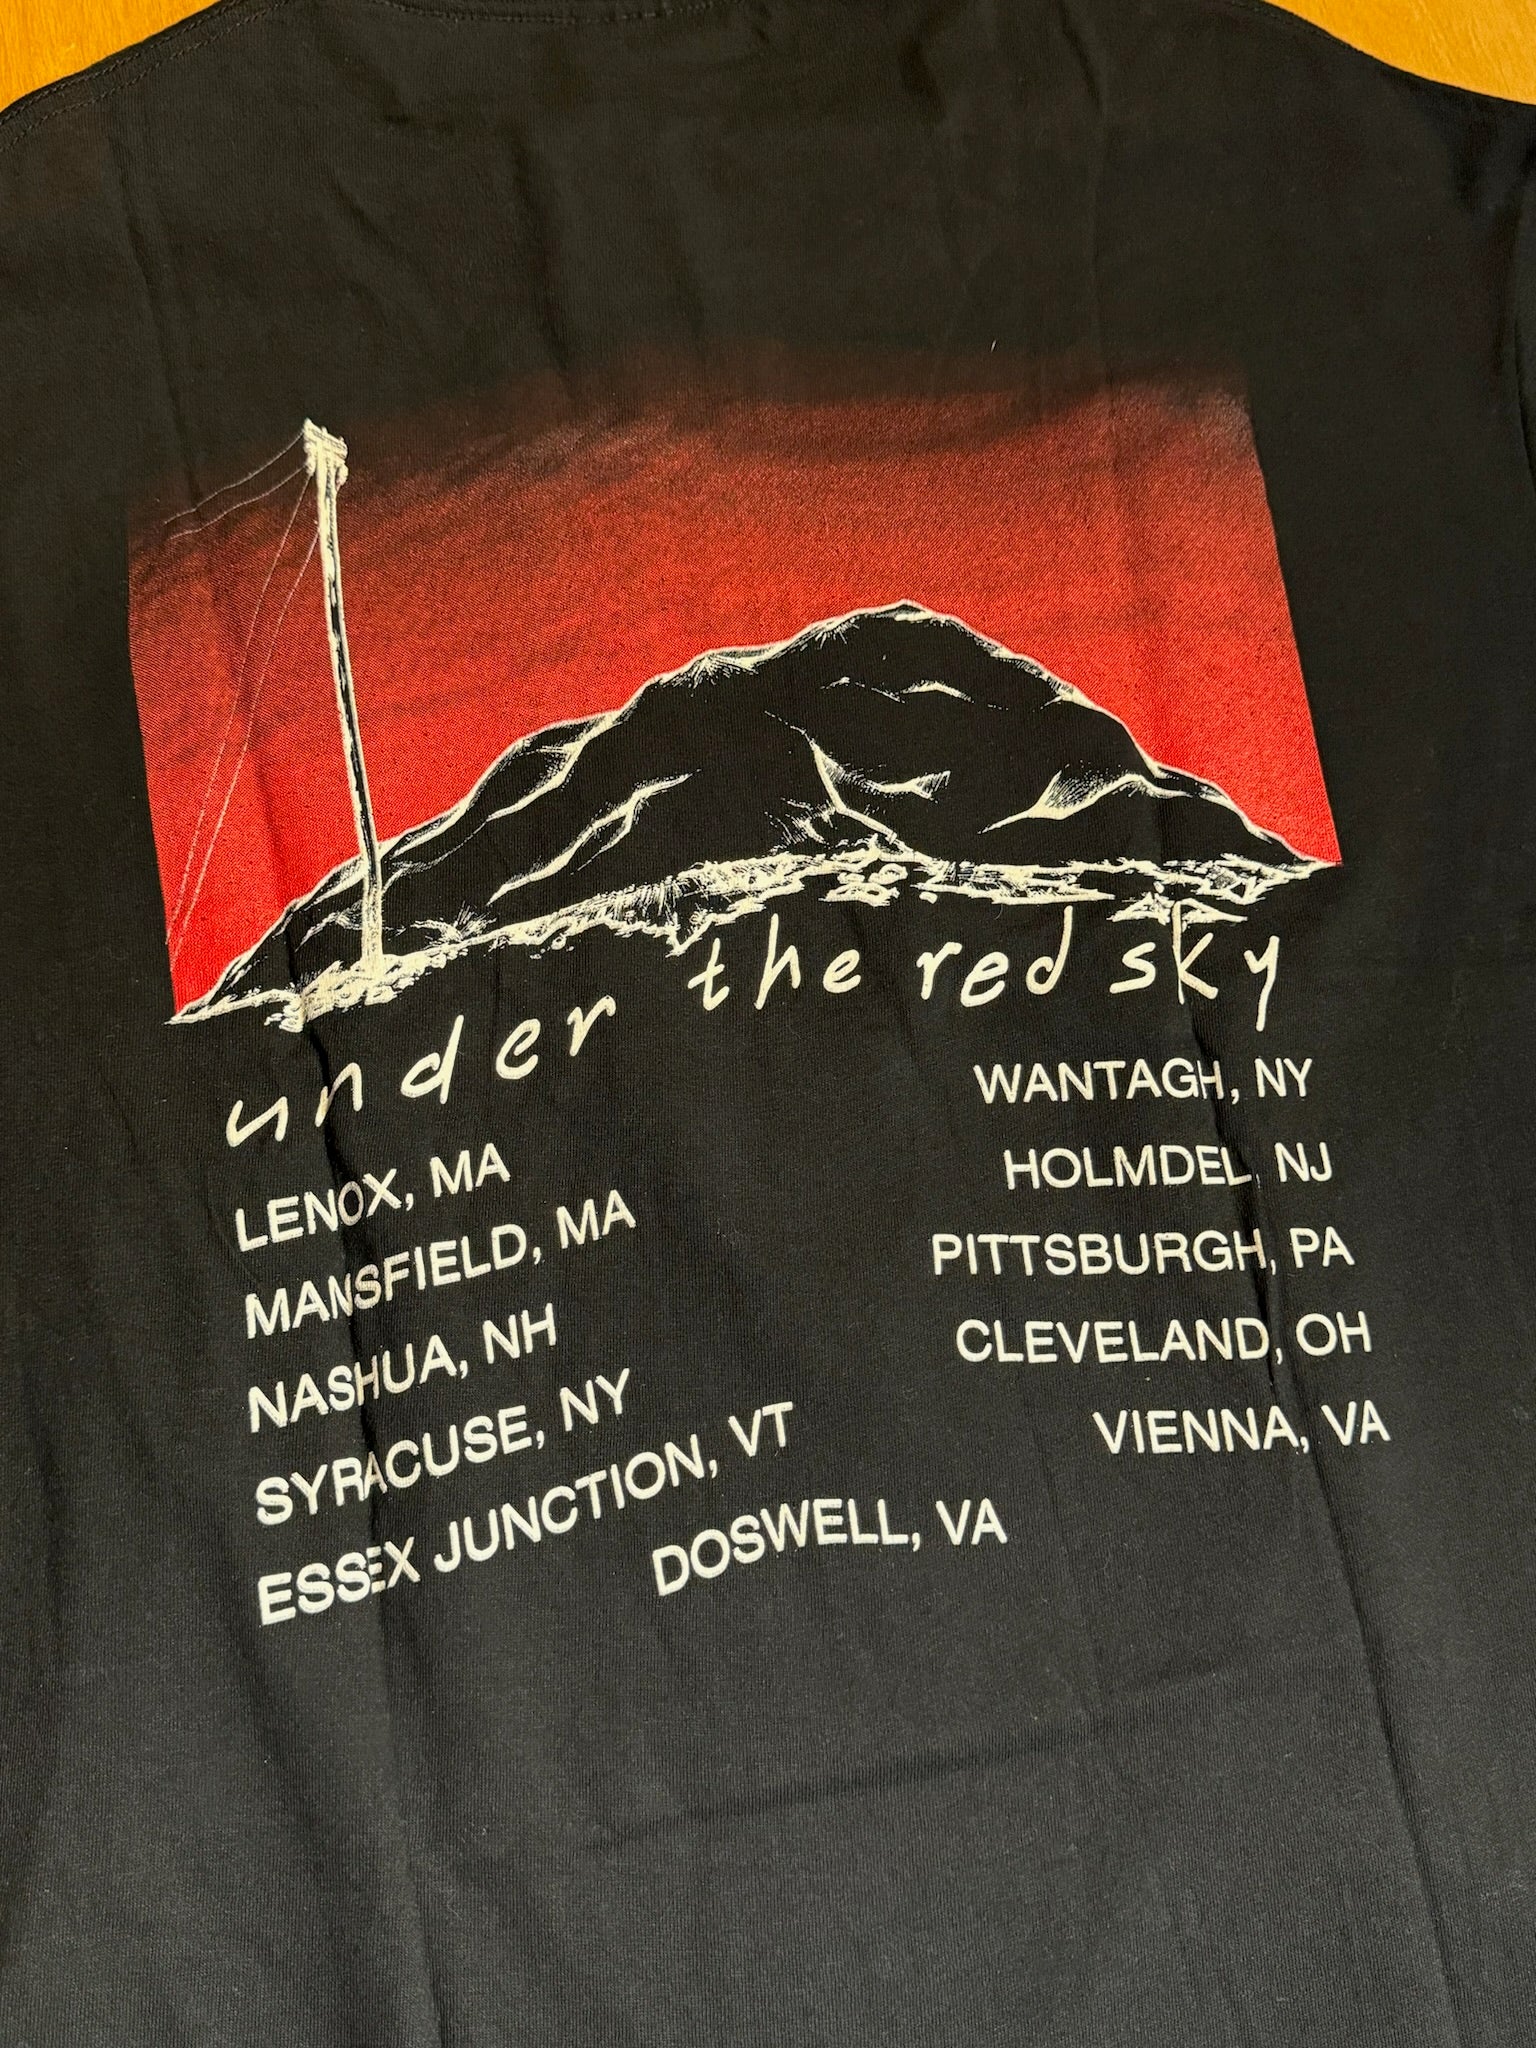 under the red sky
LENOX, MA
MANSFIELD, MA
NASHUA, NH
SYRACUSE, NY
ESSEX JUNCTION, VT
WANTAGH, NY
HOLMDEL, NJ
PITTSBURGH, PA
CLEVELAND, OH
VIENNA, VA
DOSWELL, VA